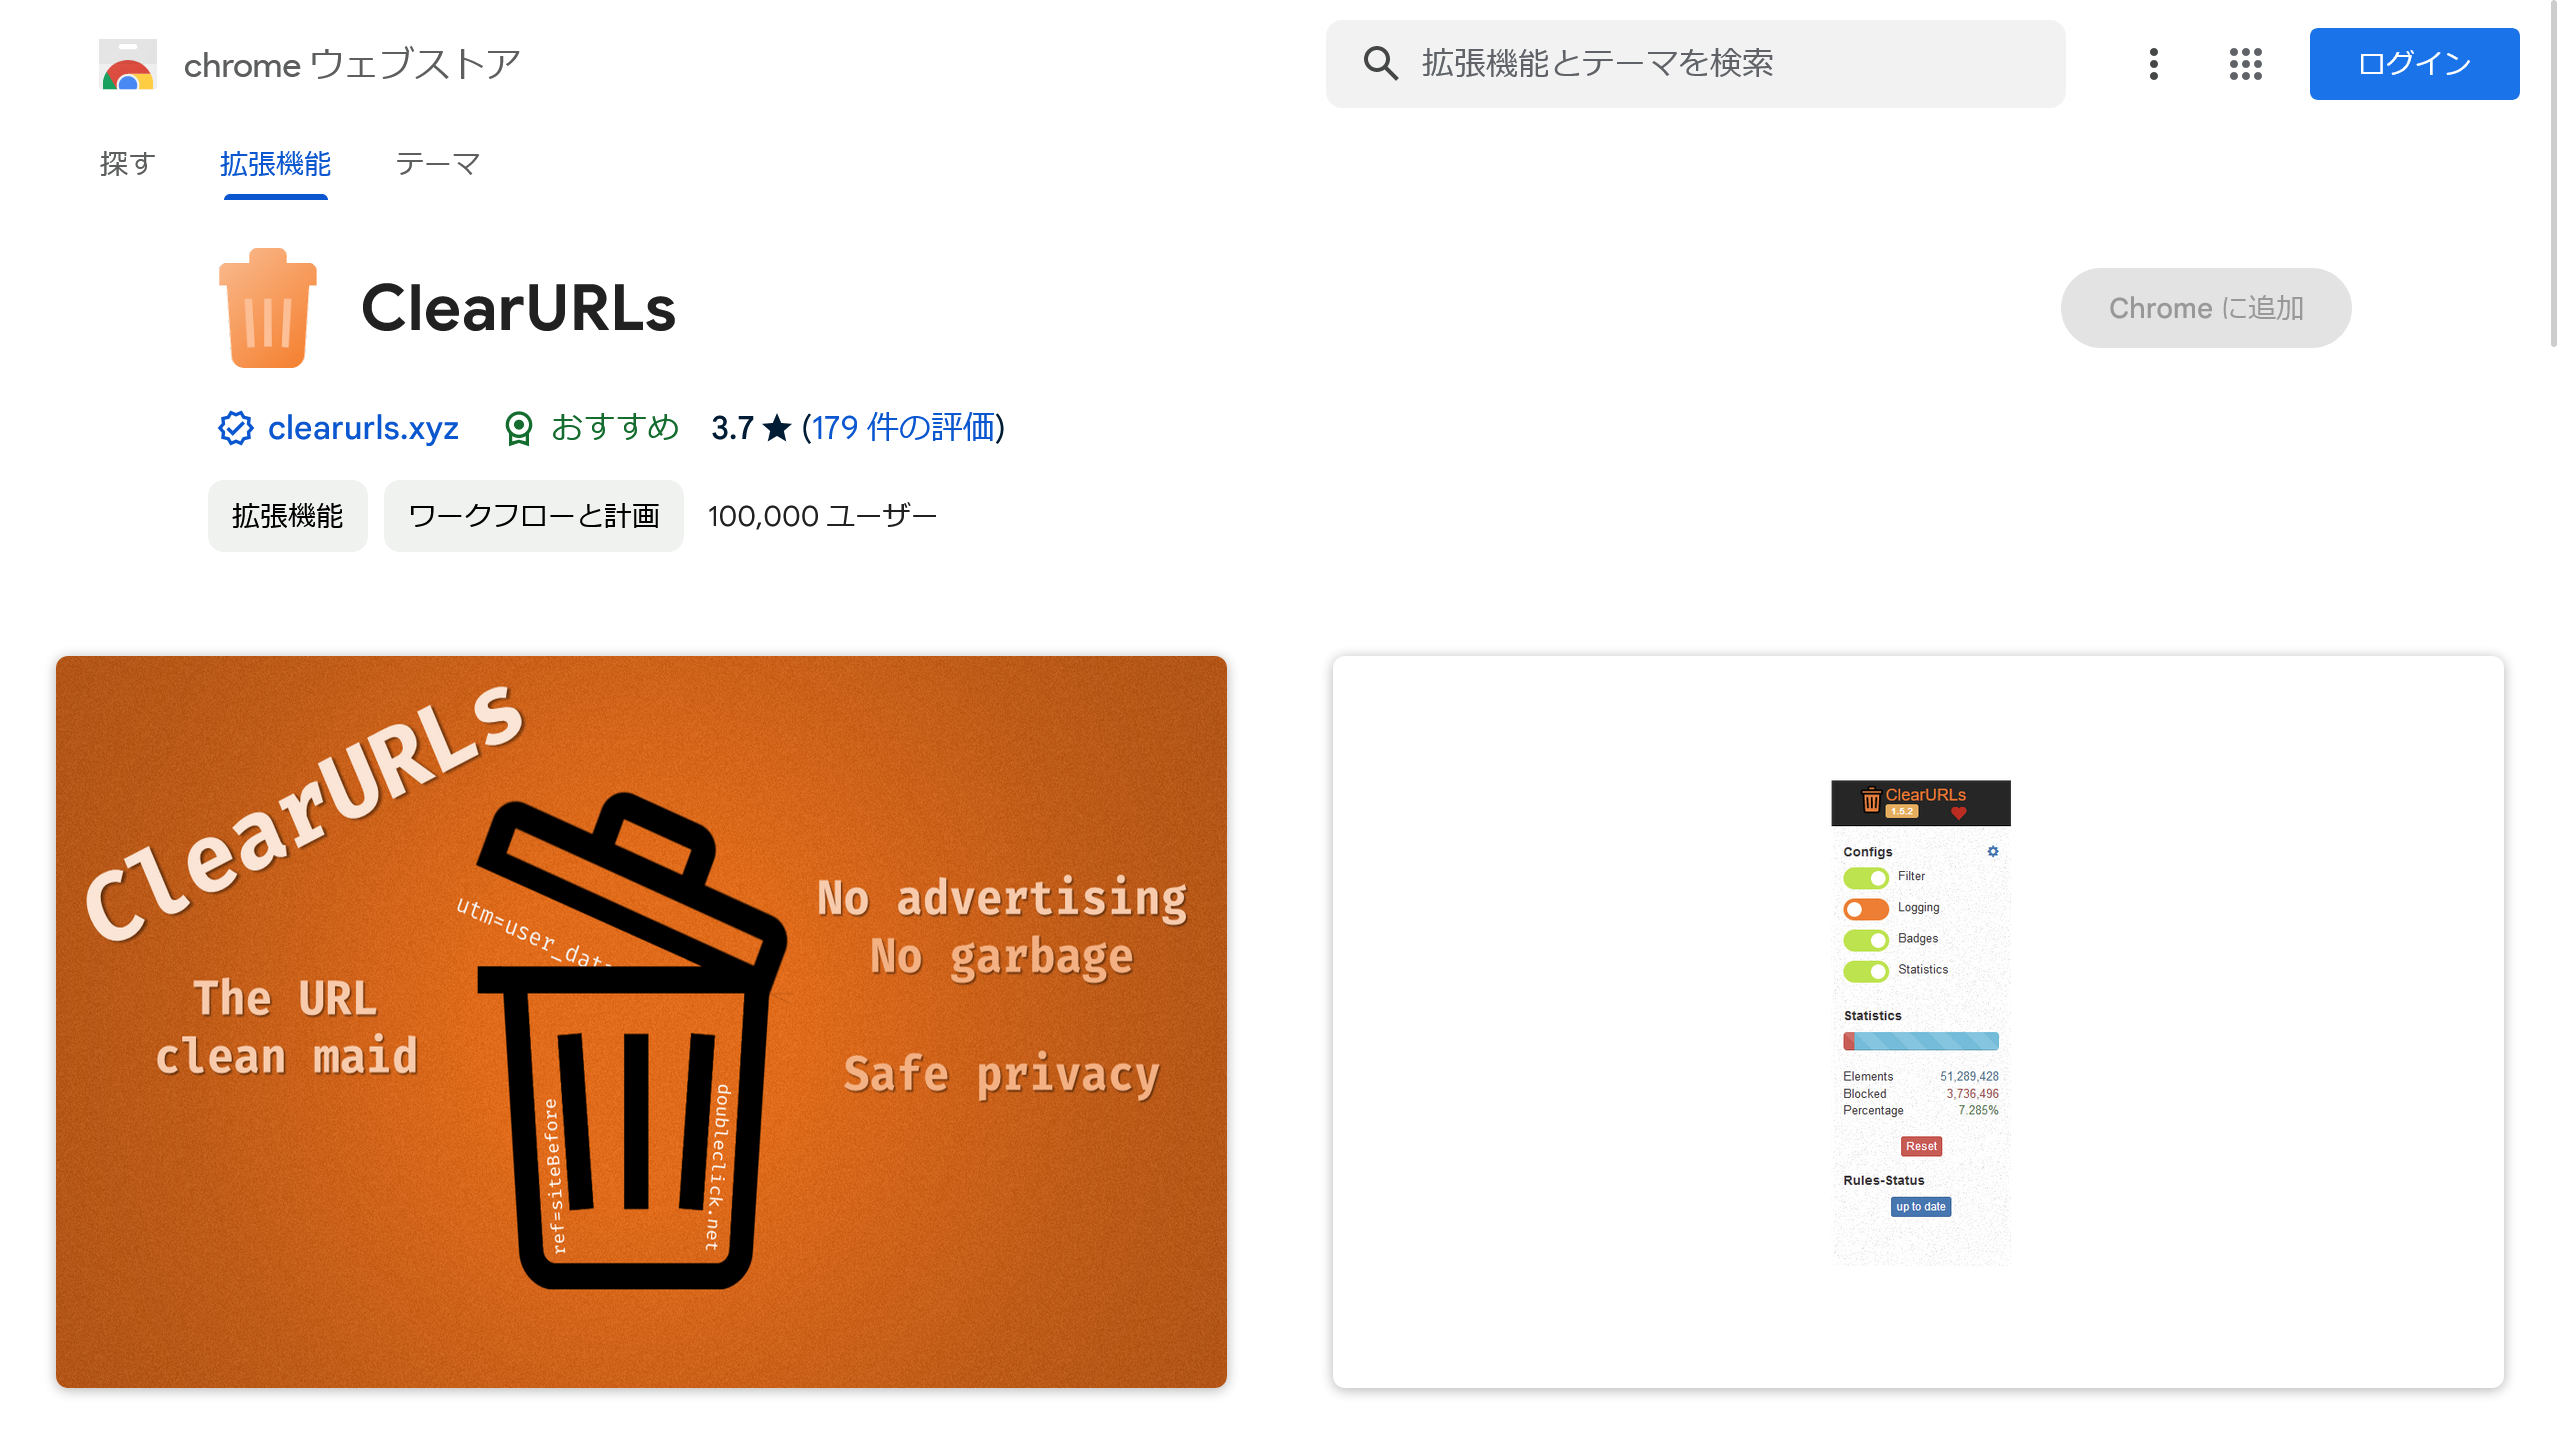 chrome ウェブストア
拡張機能とテーマを検索
ログイン
探す
拡張機能
テーマ
ClearURLs
Chrome に追加
clearurls.xyz
おすすめ
3.7 ★ (179 件の評価)
拡張機能
ワークフローと計画
100,000 ユーザー
ClearURLs
The URL
clean maid
utm=user_dat
ref=siteBefore
doubleclick.net
No advertising
No garbage
Safe privacy
ClearURLs
1.5.2
Configs
Filter
Logging
Badges
Statistics
Statistics
Elements 51,289,428
Blocked 3,736,496
Percentage 7.285%
Reset
Rules-Status
up to date